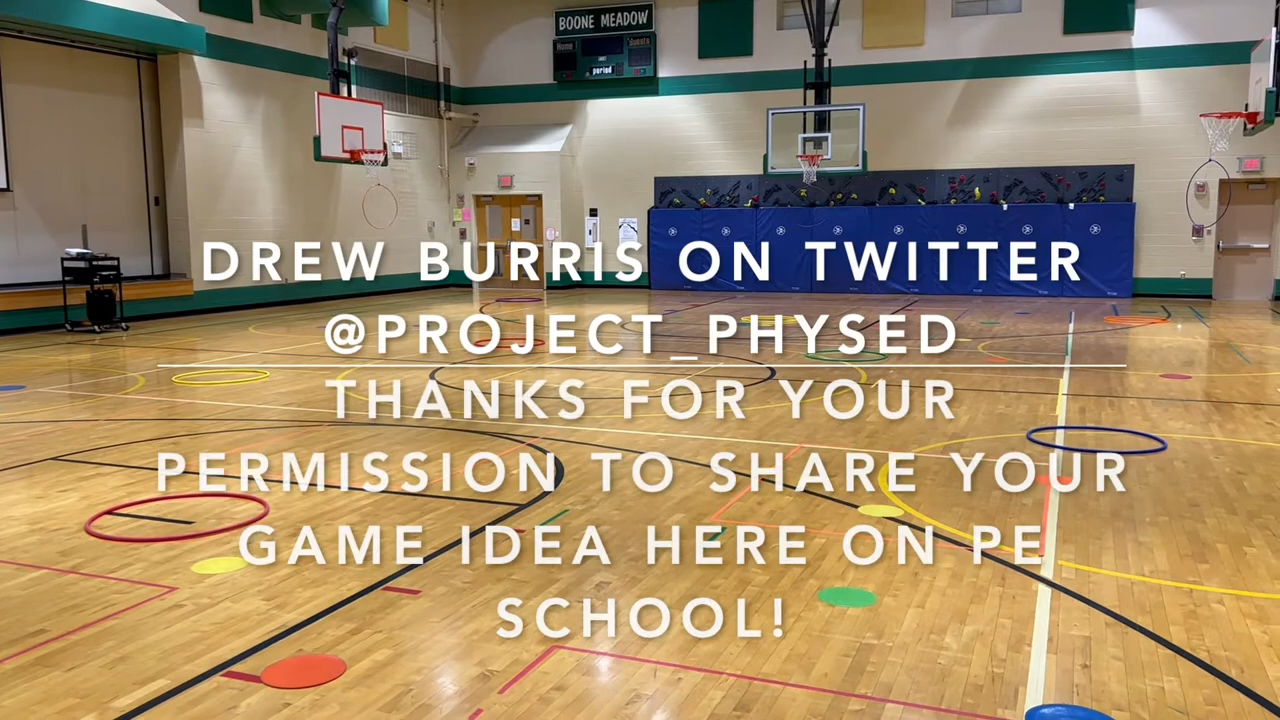 BOONE MEADOW
Home
Guests
period
DREW BURRIS ON TWITTER
@PROJECT_PHYSED
THANKS FOR YOUR
PERMISSION TO SHARE YOUR
GAME IDEA HERE ON PE
SCHOOL!